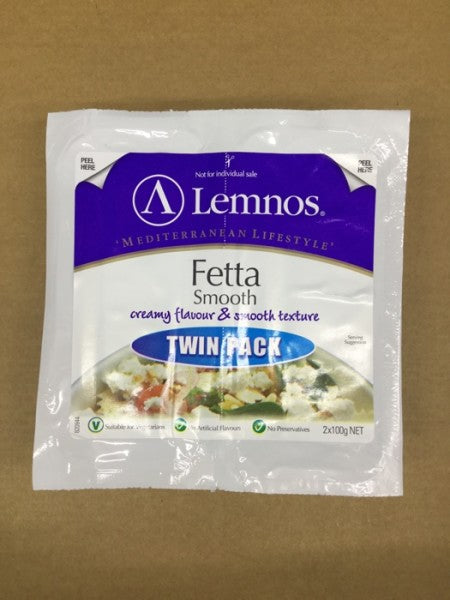 Not for individual sale
PEEL
HERE
PEEL
HERE
Lemnos®
'MEDITERRANEAN LIFESTYLE'
Fetta
Smooth
creamy flavour & smooth texture
TWIN PACK
Serving
Suggestion
V Suitable for Vegetarians
No Artificial Flavours
No Preservatives
2x100g NET